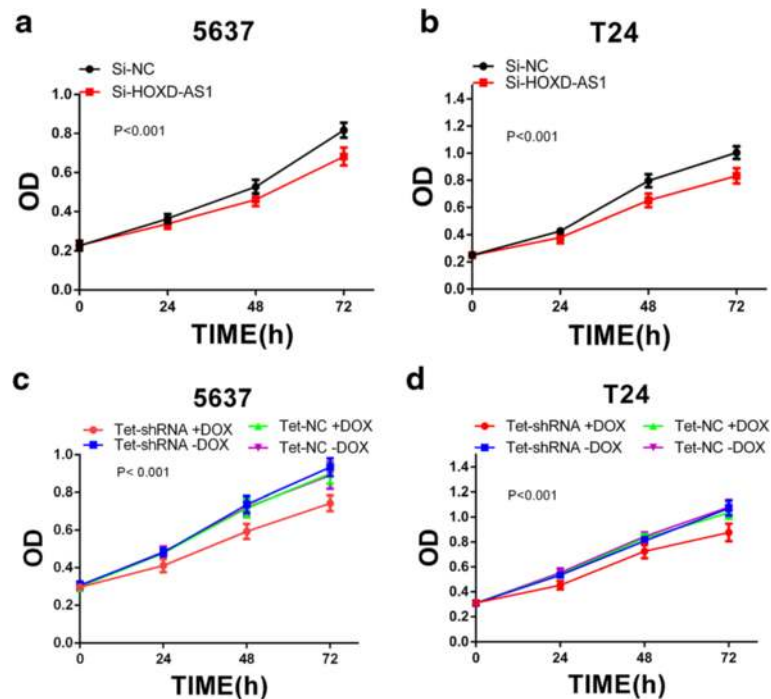 a
5637
Si-NC
Si-HOXD-AS1
P<0.001
OD
1.0
0.8
0.6
0.4
0.2
0.0
0 24 48 72
TIME(h)
b
T24
Si-NC
Si-HOXD-AS1
P<0.001
OD
1.4
1.2
1.0
0.8
0.6
0.4
0.2
0.0
0 24 48 72
TIME(h)
c
5637
Tet-shRNA +DOX Tet-NC +DOX
Tet-shRNA -DOX Tet-NC -DOX
P< 0.001
OD
1.0
0.8
0.6
0.4
0.2
0.0
0 24 48 72
TIME(h)
d
T24
Tet-shRNA +DOX Tet-NC +DOX
Tet-shRNA -DOX Tet-NC -DOX
P<0.001
OD
1.4
1.2
1.0
0.8
0.6
0.4
0.2
0.0
0 24 48 72
TIME(h)